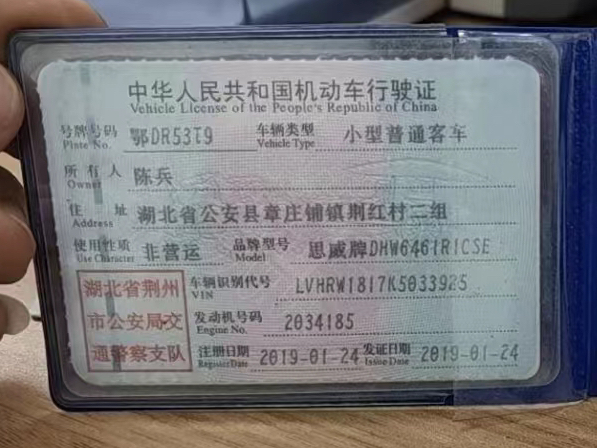 中华人民共和国机动车行驶证
Vehicle License of the People's Republic of China
号牌号码 鄂DR53T9 车辆类型 小型普通客车
Plate No. Vehicle Type
所有人 陈兵
Owner
住址 湖北省公安县章庄铺镇荆红村二组
Address
使用性质 非营运 品牌型号 思威牌DHW6461R1CSE
Use Character Model
湖北省荆州
市公安局交
通警察支队
车辆识别代号 LVHRW1817K5033925
VIN
发动机号码 2034185
Engine No.
注册日期 2019-01-24 发证日期 2019-01-24
Register Date Issue Date